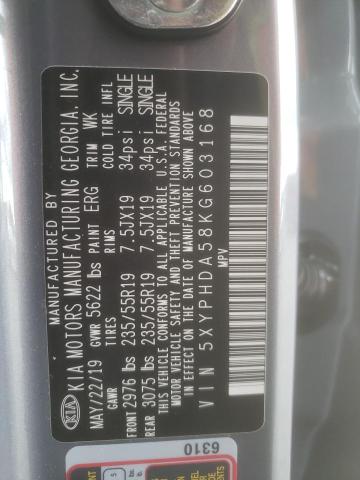 MANUFACTURED BY
KIA MOTORS MANUFACTURING GEORGIA, INC.
KIA
MAY/22/19 GVWR 5622 lbs PAINT ERG TRIM WK
GAWR TIRES RIMS COLD TIRE INFL
FRONT 2976 lbs 235/55R19 7.5JX19 34psi SINGLE
REAR 3075 lbs 235/55R19 7.5JX19 34psi SINGLE
THIS VEHICLE CONFORMS TO ALL APPLICABLE U.S.A. FEDERAL
MOTOR VEHICLE SAFETY AND THEFT PREVENTION STANDARDS
IN EFFECT ON THE DATE OF MANUFACTURE SHOWN ABOVE.
VIN 5XYPHDA58KG603168
MPV
6310